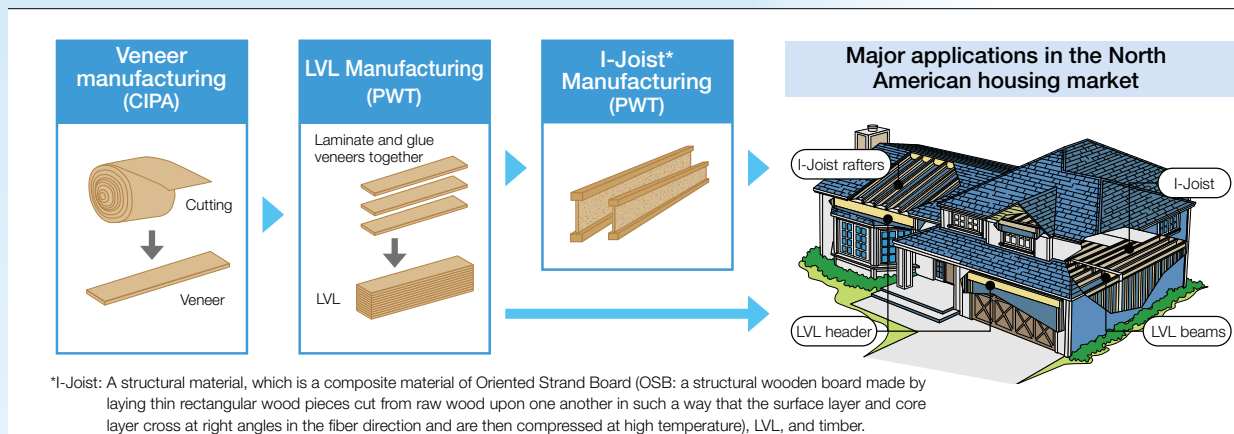 Veneer
manufacturing
(CIPA)
Cutting
Veneer
LVL Manufacturing
(PWT)
Laminate and glue
veneers together
LVL
I-Joist*
Manufacturing
(PWT)
Major applications in the North
American housing market
I-Joist rafters
I-Joist
LVL header
LVL beams
*I-Joist: A structural material, which is a composite material of Oriented Strand Board (OSB: a structural wooden board made by
laying thin rectangular wood pieces cut from raw wood upon one another in such a way that the surface layer and core
layer cross at right angles in the fiber direction and are then compressed at high temperature), LVL, and timber.